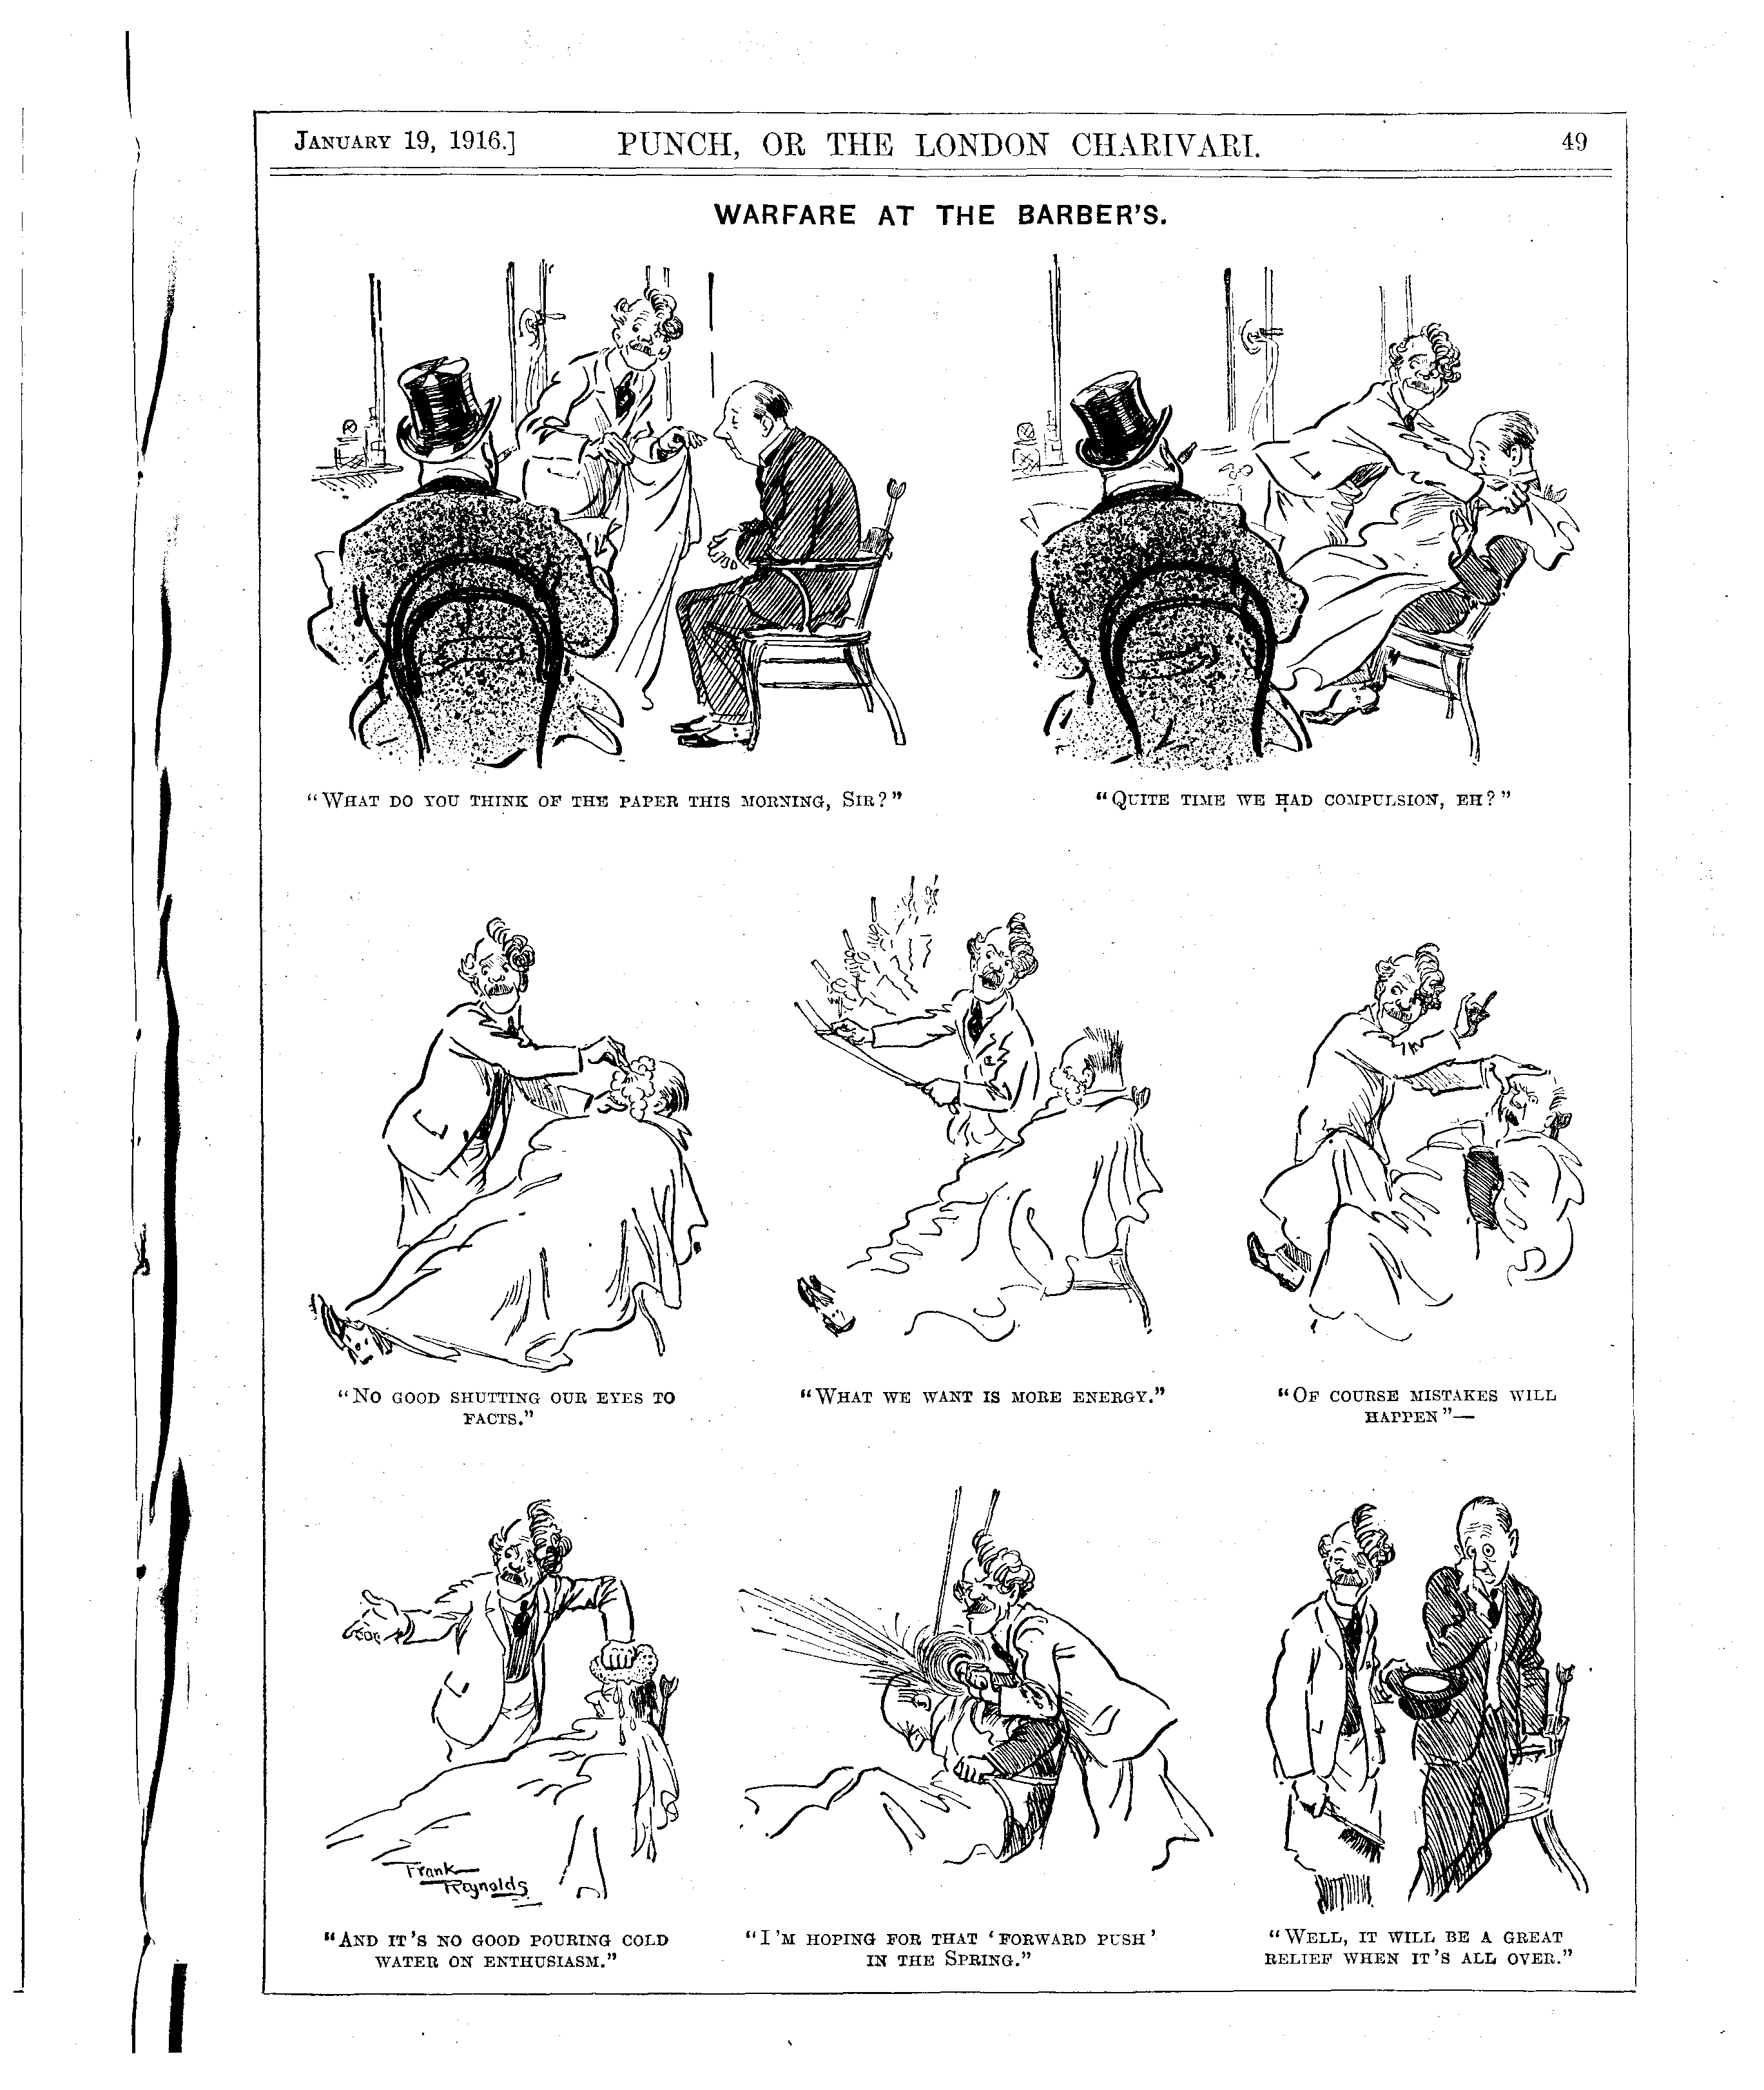 January 19, 1916.] PUNCH, OR THE LONDON CHARIVARI. 49
WARFARE AT THE BARBER'S.
"What do you think of the paper this morning, Sir?"
"Quite time we had compulsion, eh?"
"No good shutting our eyes to
facts."
"What we want is more energy."
"Of course mistakes will
happen"—
Frank
Reynolds
"And it's no good pouring cold
water on enthusiasm."
"I'm hoping for that 'forward push'
in the Spring."
"Well, it will be a great
relief when it's all over."